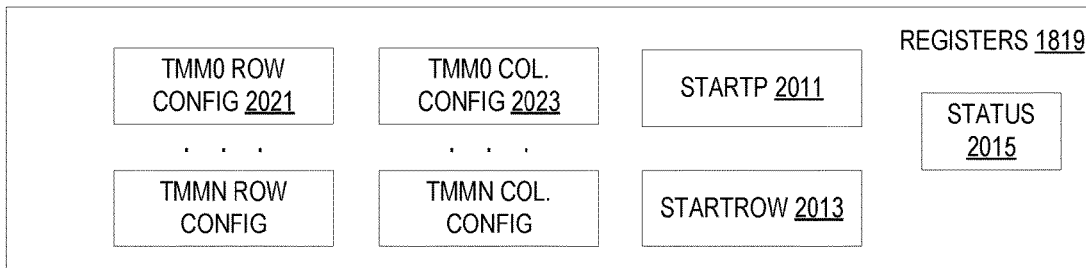 REGISTERS 1819
TMM0 ROW
CONFIG 2021
TMM0 COL.
CONFIG 2023
STARTP 2011
STATUS
2015
. . .
. . .
TMMN ROW
CONFIG
TMMN COL.
CONFIG
STARTROW 2013